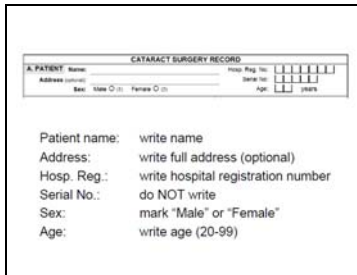 CATARACT SURGERY RECORD
A. PATIENT Name: Hosp. Reg. No:
Address (optional): Serial No:
Sex: Male (1) Female (2) Age: years
Patient name: write name
Address: write full address (optional)
Hosp. Reg.: write hospital registration number
Serial No.: do NOT write
Sex: mark “Male” or “Female”
Age: write age (20-99)